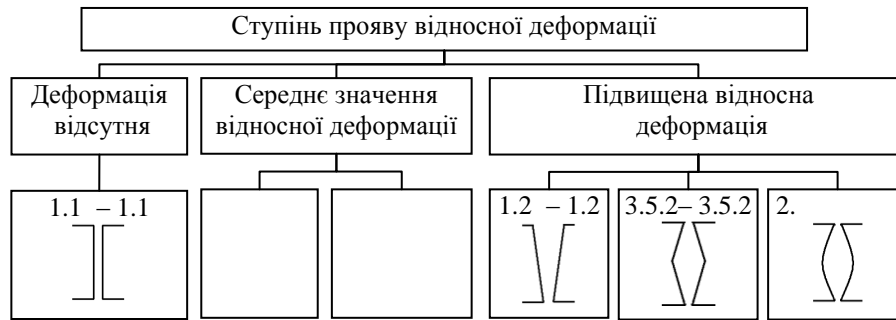 Ступінь прояву відносної деформації
Деформація
відсутня
Середнє значення
відносної деформації
Підвищена відносна
деформація
1.1 – 1.1
1.2 – 1.2
3.5.2– 3.5.2
2.